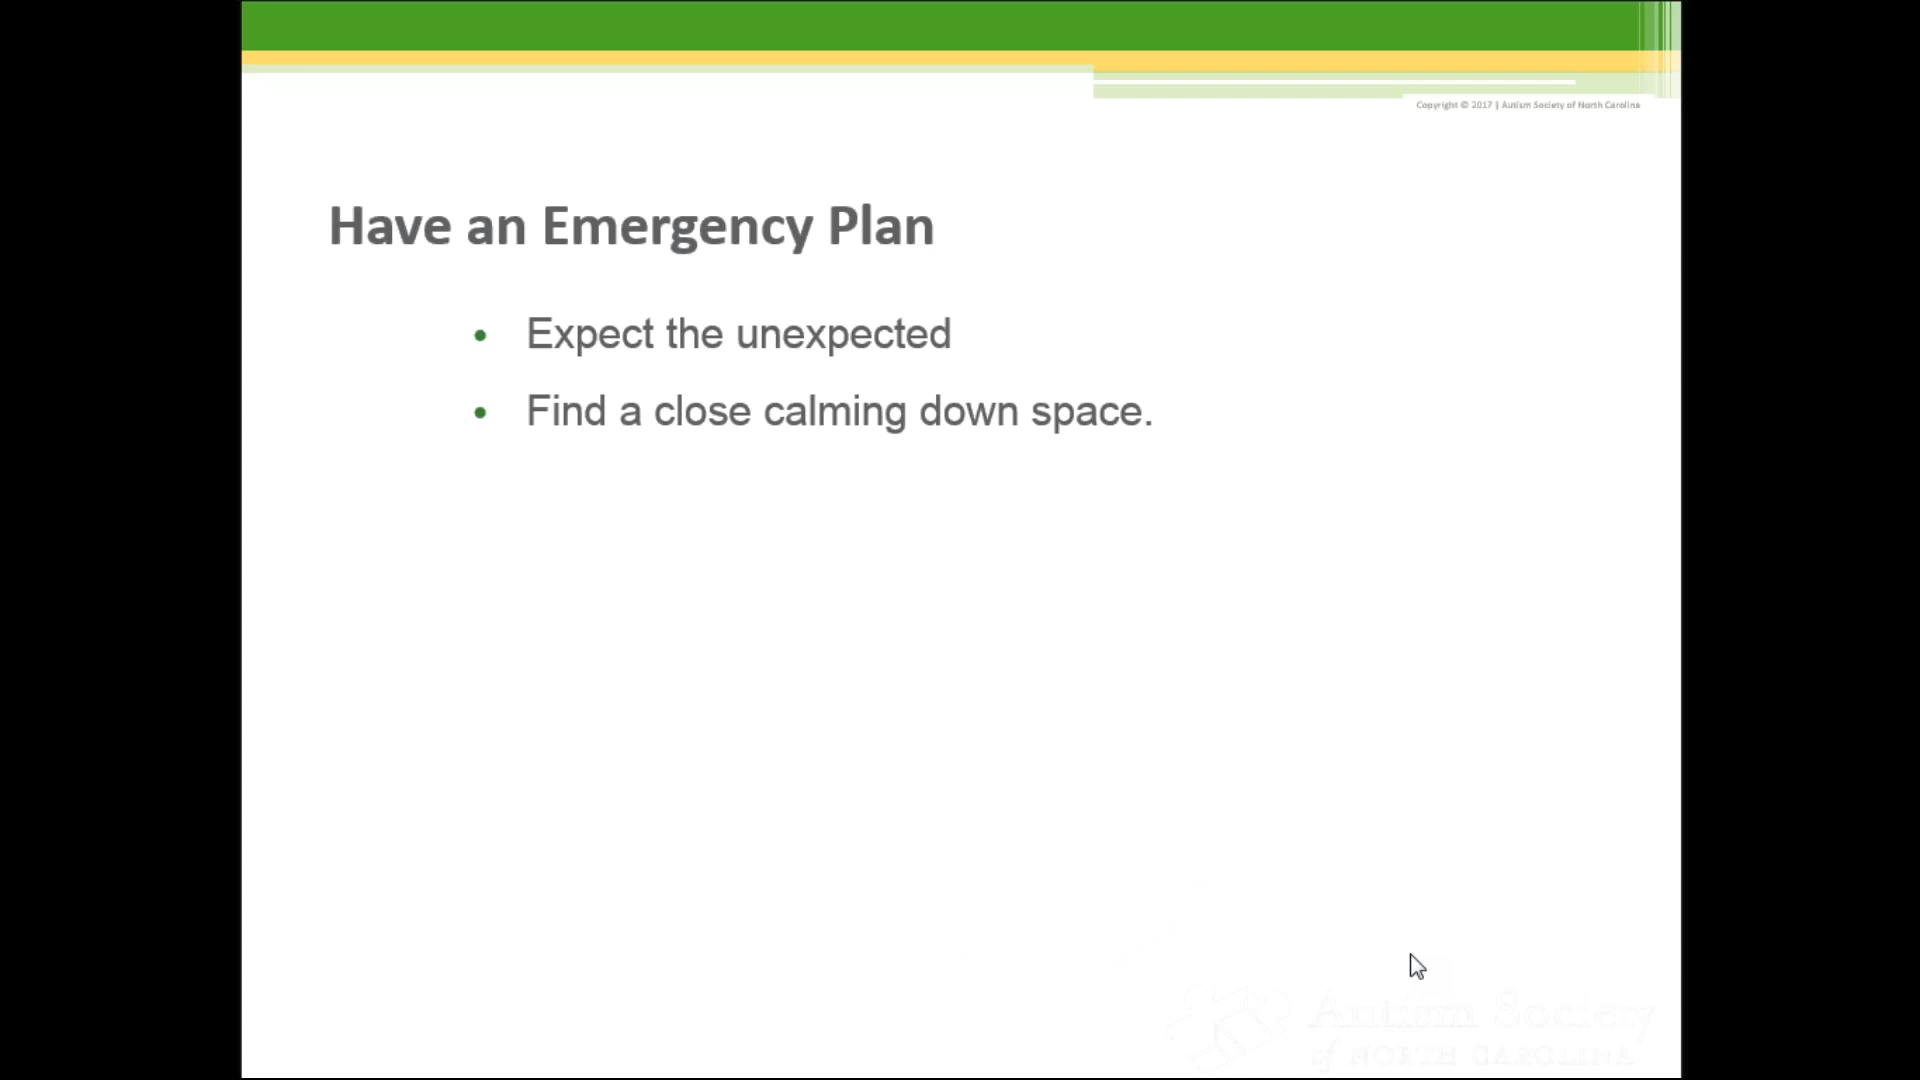 Copyright © 2017 | Autism Society of North Carolina
Have an Emergency Plan
• Expect the unexpected
• Find a close calming down space.
Autism Society
of NORTH CAROLINA